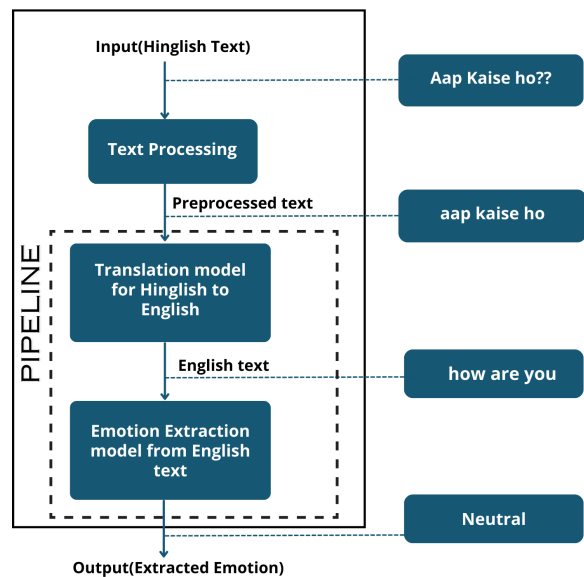 Input(Hinglish Text)
Aap Kaise ho??
Text Processing
Preprocessed text
aap kaise ho
PIPELINE
Translation model
for Hinglish to
English
English text
how are you
Emotion Extraction
model from English
text
Neutral
Output(Extracted Emotion)